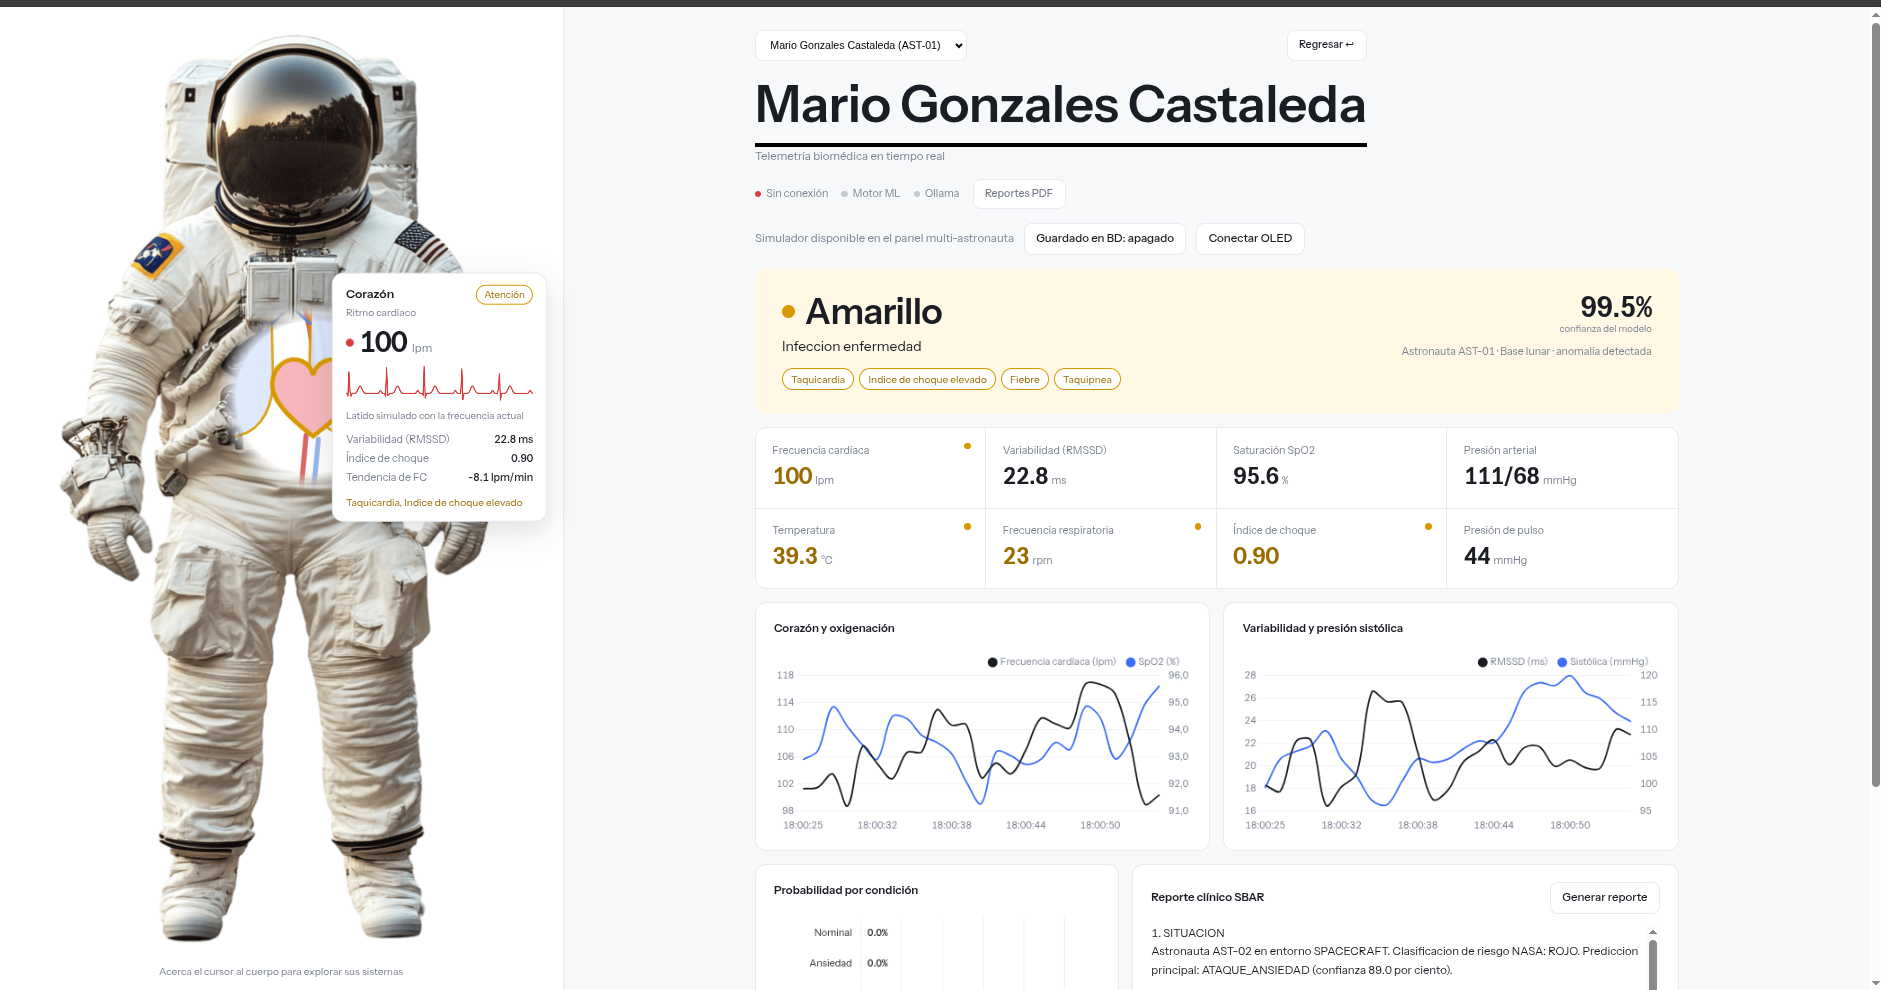 Mario Gonzales Castaleda (AST-01)
Regresar ↩
Mario Gonzales Castaleda
Telemetría biomédica en tiempo real
Sin conexión
Motor ML
Ollama
Reportes PDF
Simulador disponible en el panel multi-astronauta
Guardado en BD: apagado
Conectar OLED
Amarillo
Infeccion enfermedad
Taquicardia
Indice de choque elevado
Fiebre
Taquipnea
99.5%
confianza del modelo
Astronauta AST-01 · Base lunar · anomalía detectada
Corazón
Atención
Ritmo cardíaco
100 lpm
Latido simulado con la frecuencia actual
Variabilidad (RMSSD) 22.8 ms
Índice de choque 0.90
Tendencia de FC -8.1 lpm/min
Taquicardia, Indice de choque elevado
Acerca el cursor al cuerpo para explorar sus sistemas
Frecuencia cardíaca
100 lpm
Variabilidad (RMSSD)
22.8 ms
Saturación SpO2
95.6 %
Presión arterial
111/68 mmHg
Temperatura
39.3 °C
Frecuencia respiratoria
23 rpm
Índice de choque
0.90
Presión de pulso
44 mmHg
Corazón y oxigenación
Frecuencia cardíaca (lpm) SpO2 (%)
118
114
110
106
102
98
96,0
95,0
94,0
93,0
92,0
91,0
18:00:25 18:00:32 18:00:38 18:00:44 18:00:50
Variabilidad y presión sistólica
RMSSD (ms) Sistólica (mmHg)
28
26
24
22
20
18
16
120
115
110
105
100
95
18:00:25 18:00:32 18:00:38 18:00:44 18:00:50
Probabilidad por condición
Nominal 0.0%
Ansiedad 0.0%
Reporte clínico SBAR
Generar reporte
1. SITUACION
Astronauta AST-02 en entorno SPACECRAFT. Clasificacion de riesgo NASA: ROJO. Prediccion
principal: ATAQUE_ANSIEDAD (confianza 89.0 por ciento).